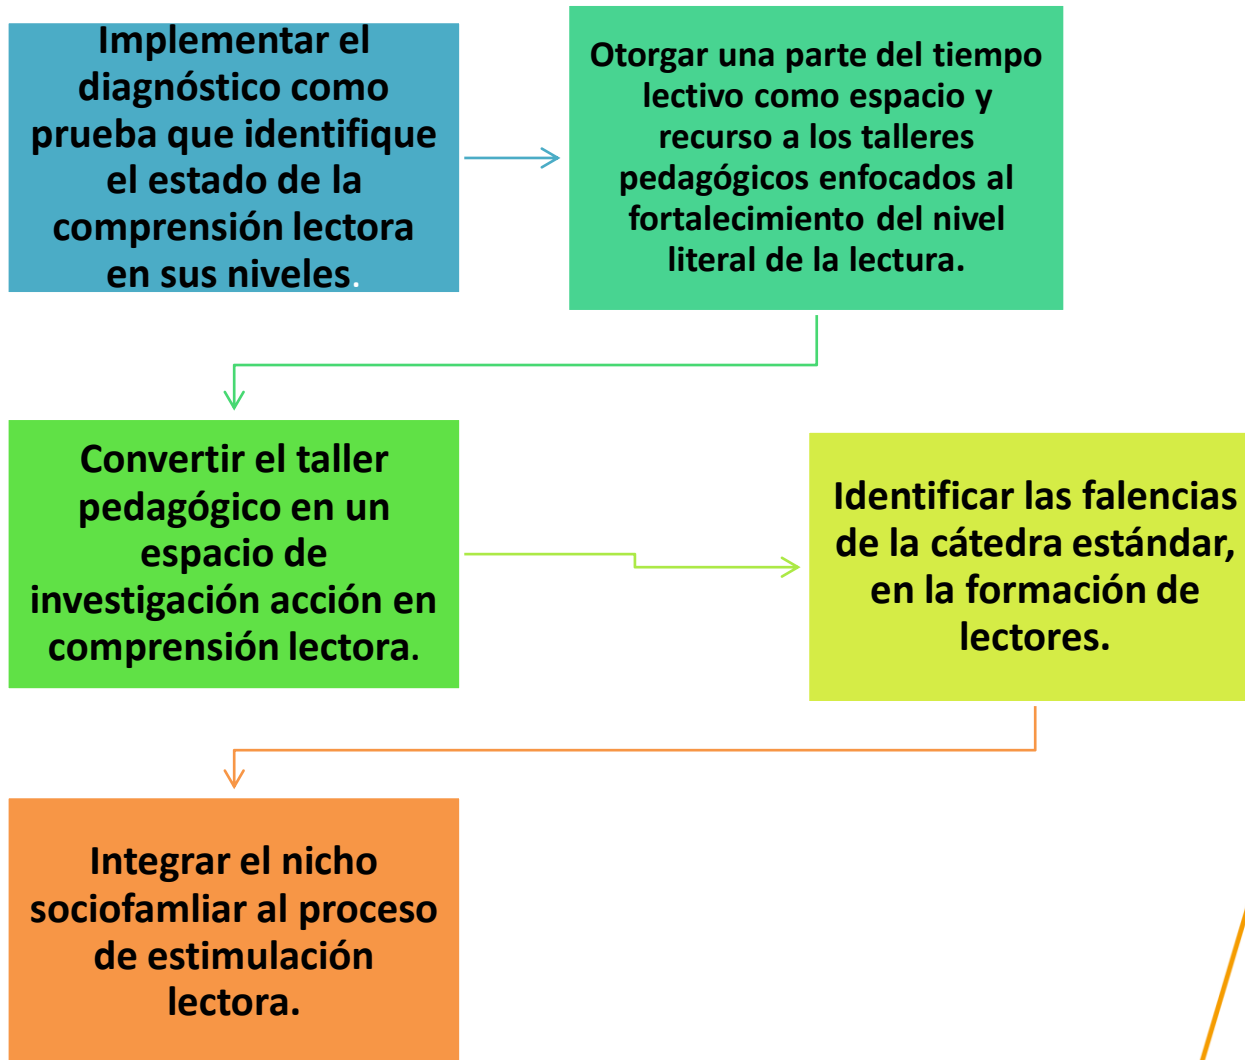 Implementar el
diagnóstico como
prueba que identifique
el estado de la
comprensión lectora
en sus niveles.
Otorgar una parte del tiempo
lectivo como espacio y
recurso a los talleres
pedagógicos enfocados al
fortalecimiento del nivel
literal de la lectura.
Convertir el taller
pedagógico en un
espacio de
investigación acción en
comprensión lectora.
Identificar las falencias
de la cátedra estándar,
en la formación de
lectores.
Integrar el nicho
sociofamliar al proceso
de estimulación
lectora.